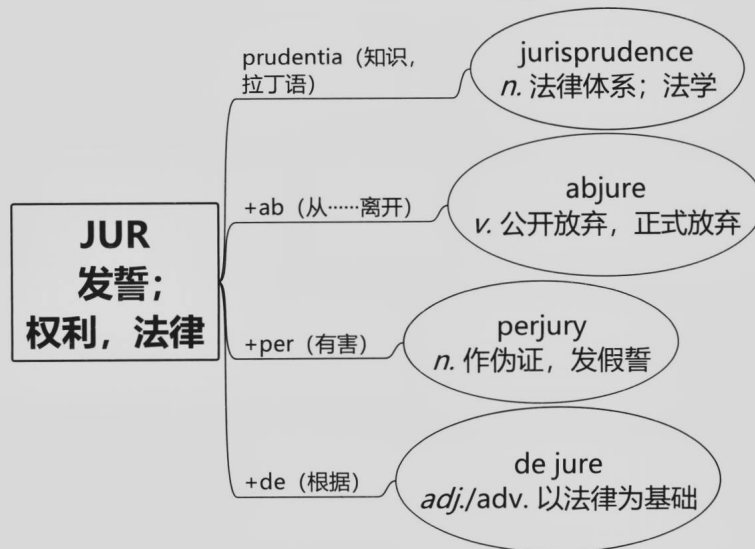 prudentia（知识，
拉丁语）
jurisprudence
n. 法律体系；法学
+ab（从……离开）
abjure
v. 公开放弃，正式放弃
JUR
发誓；
权利，法律
+per（有害）
perjury
n. 作伪证，发假誓
+de（根据）
de jure
adj./adv. 以法律为基础